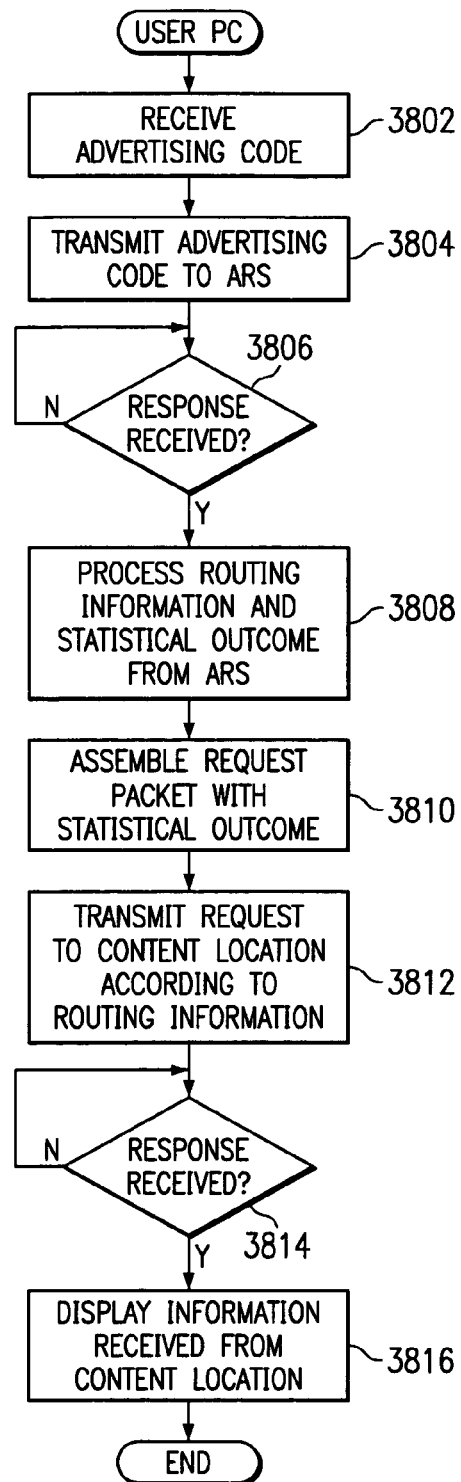 USER PC
RECEIVE
ADVERTISING CODE
3802
TRANSMIT ADVERTISING
CODE TO ARS
3804
3806
N
RESPONSE
RECEIVED?
Y
PROCESS ROUTING
INFORMATION AND
STATISTICAL OUTCOME
FROM ARS
3808
ASSEMBLE REQUEST
PACKET WITH
STATISTICAL OUTCOME
3810
TRANSMIT REQUEST
TO CONTENT LOCATION
ACCORDING TO
ROUTING INFORMATION
3812
N
RESPONSE
RECEIVED?
3814
Y
DISPLAY INFORMATION
RECEIVED FROM
CONTENT LOCATION
3816
END